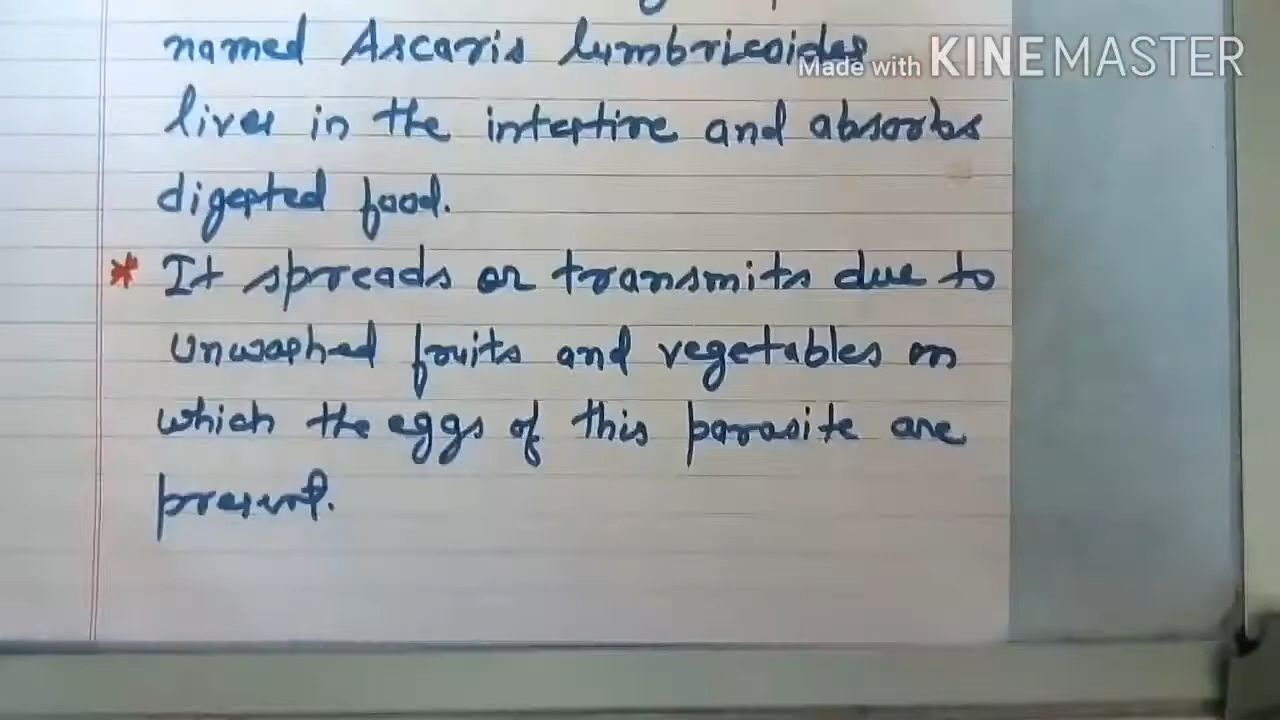 named Ascaris lumbricoides
Made with KINEMASTER
lives in the intestine and absorbs
digested food.
* It spreads or transmits due to
unwashed fruits and vegetables on
which the eggs of this parasite are
present.